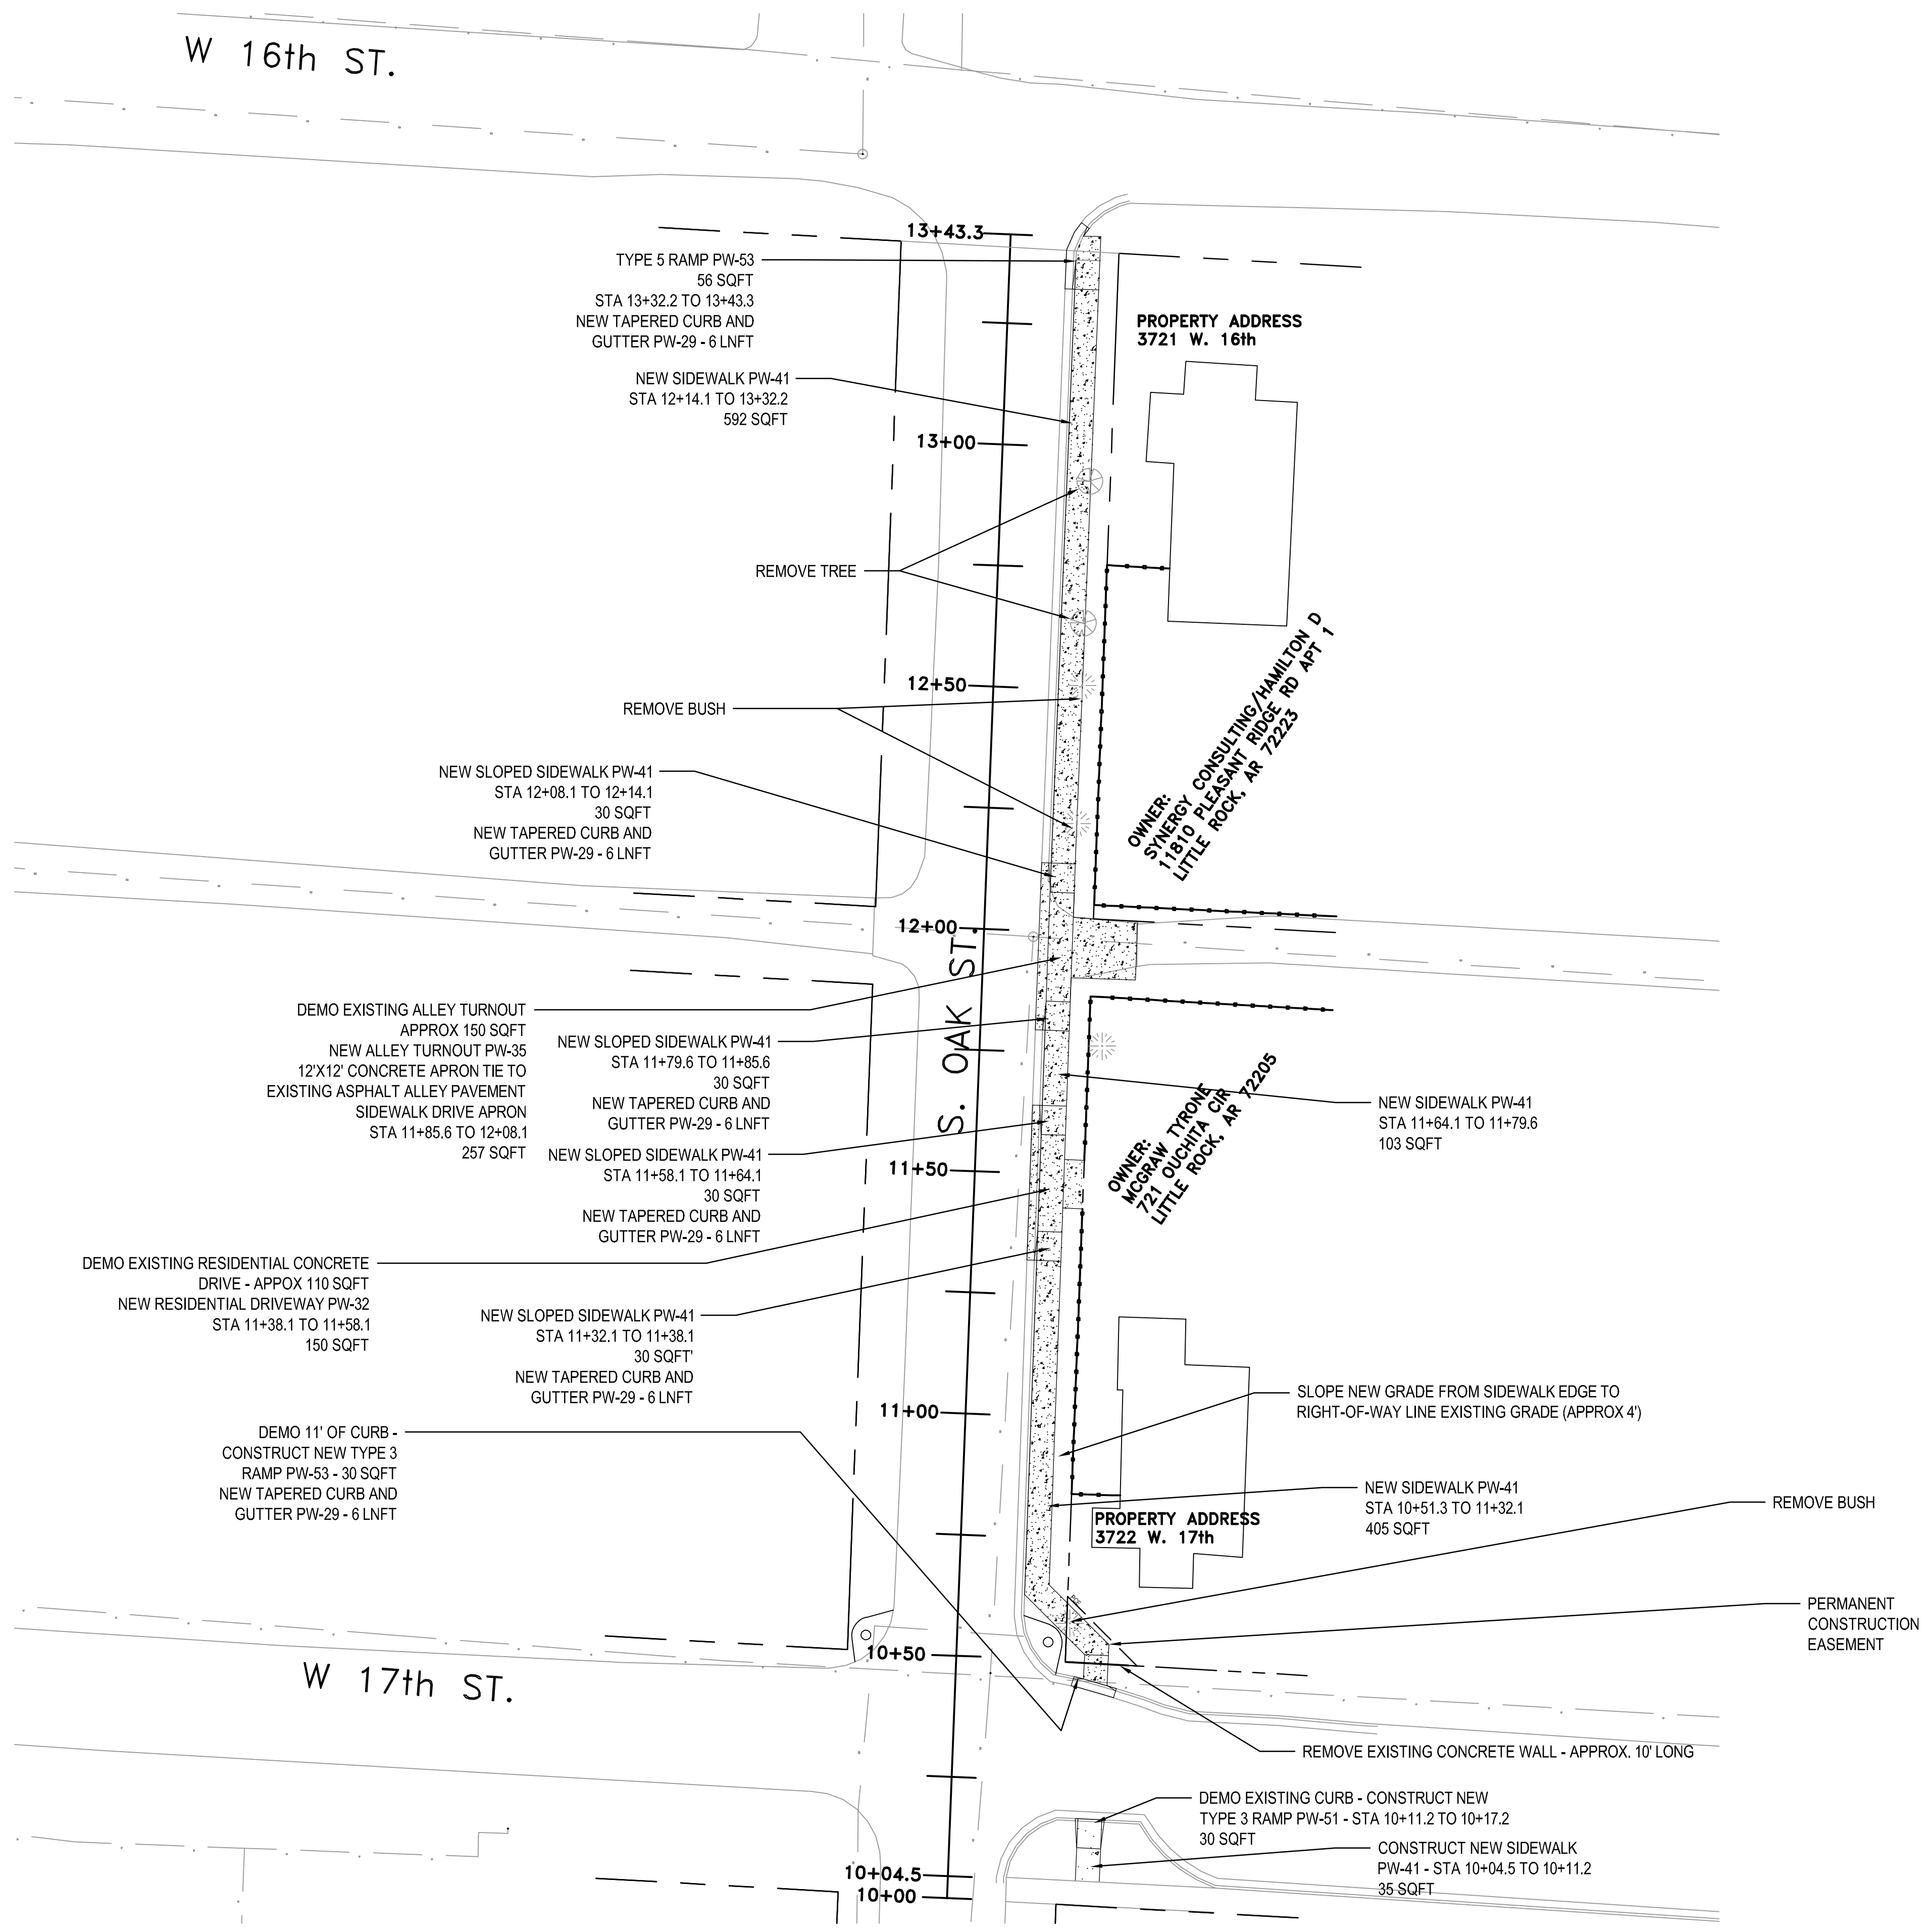 W 16th ST.
13+43.3
TYPE 5 RAMP PW-53
56 SQFT
STA 13+32.2 TO 13+43.3
NEW TAPERED CURB AND
GUTTER PW-29 - 6 LNFT
PROPERTY ADDRESS
3721 W. 16th
NEW SIDEWALK PW-41
STA 12+14.1 TO 13+32.2
592 SQFT
13+00
REMOVE TREE
12+50
REMOVE BUSH
OWNER:
SYNERGY CONSULTING/HAMILTON D
11810 PLEASANT RIDGE RD APT 1
LITTLE ROCK, AR 72223
NEW SLOPED SIDEWALK PW-41
STA 12+08.1 TO 12+14.1
30 SQFT
NEW TAPERED CURB AND
GUTTER PW-29 - 6 LNFT
12+00
S. OAK ST.
DEMO EXISTING ALLEY TURNOUT
APPROX 150 SQFT
NEW ALLEY TURNOUT PW-35
12'X12' CONCRETE APRON TIE TO
EXISTING ASPHALT ALLEY PAVEMENT
SIDEWALK DRIVE APRON
STA 11+85.6 TO 12+08.1
257 SQFT
NEW SLOPED SIDEWALK PW-41
STA 11+79.6 TO 11+85.6
30 SQFT
NEW TAPERED CURB AND
GUTTER PW-29 - 6 LNFT
NEW SIDEWALK PW-41
STA 11+64.1 TO 11+79.6
103 SQFT
OWNER:
MCGRAW TYRONE
721 OUCHITA CIR
LITTLE ROCK, AR 72205
NEW SLOPED SIDEWALK PW-41
STA 11+58.1 TO 11+64.1
30 SQFT
NEW TAPERED CURB AND
GUTTER PW-29 - 6 LNFT
11+50
DEMO EXISTING RESIDENTIAL CONCRETE
DRIVE - APPOX 110 SQFT
NEW RESIDENTIAL DRIVEWAY PW-32
STA 11+38.1 TO 11+58.1
150 SQFT
NEW SLOPED SIDEWALK PW-41
STA 11+32.1 TO 11+38.1
30 SQFT'
NEW TAPERED CURB AND
GUTTER PW-29 - 6 LNFT
11+00
SLOPE NEW GRADE FROM SIDEWALK EDGE TO
RIGHT-OF-WAY LINE EXISTING GRADE (APPROX 4')
DEMO 11' OF CURB -
CONSTRUCT NEW TYPE 3
RAMP PW-53 - 30 SQFT
NEW TAPERED CURB AND
GUTTER PW-29 - 6 LNFT
NEW SIDEWALK PW-41
STA 10+51.3 TO 11+32.1
405 SQFT
REMOVE BUSH
PROPERTY ADDRESS
3722 W. 17th
PERMANENT
CONSTRUCTION
EASEMENT
10+50
W 17th ST.
REMOVE EXISTING CONCRETE WALL - APPROX. 10' LONG
DEMO EXISTING CURB - CONSTRUCT NEW
TYPE 3 RAMP PW-51 - STA 10+11.2 TO 10+17.2
30 SQFT
CONSTRUCT NEW SIDEWALK
PW-41 - STA 10+04.5 TO 10+11.2
35 SQFT
10+04.5
10+00